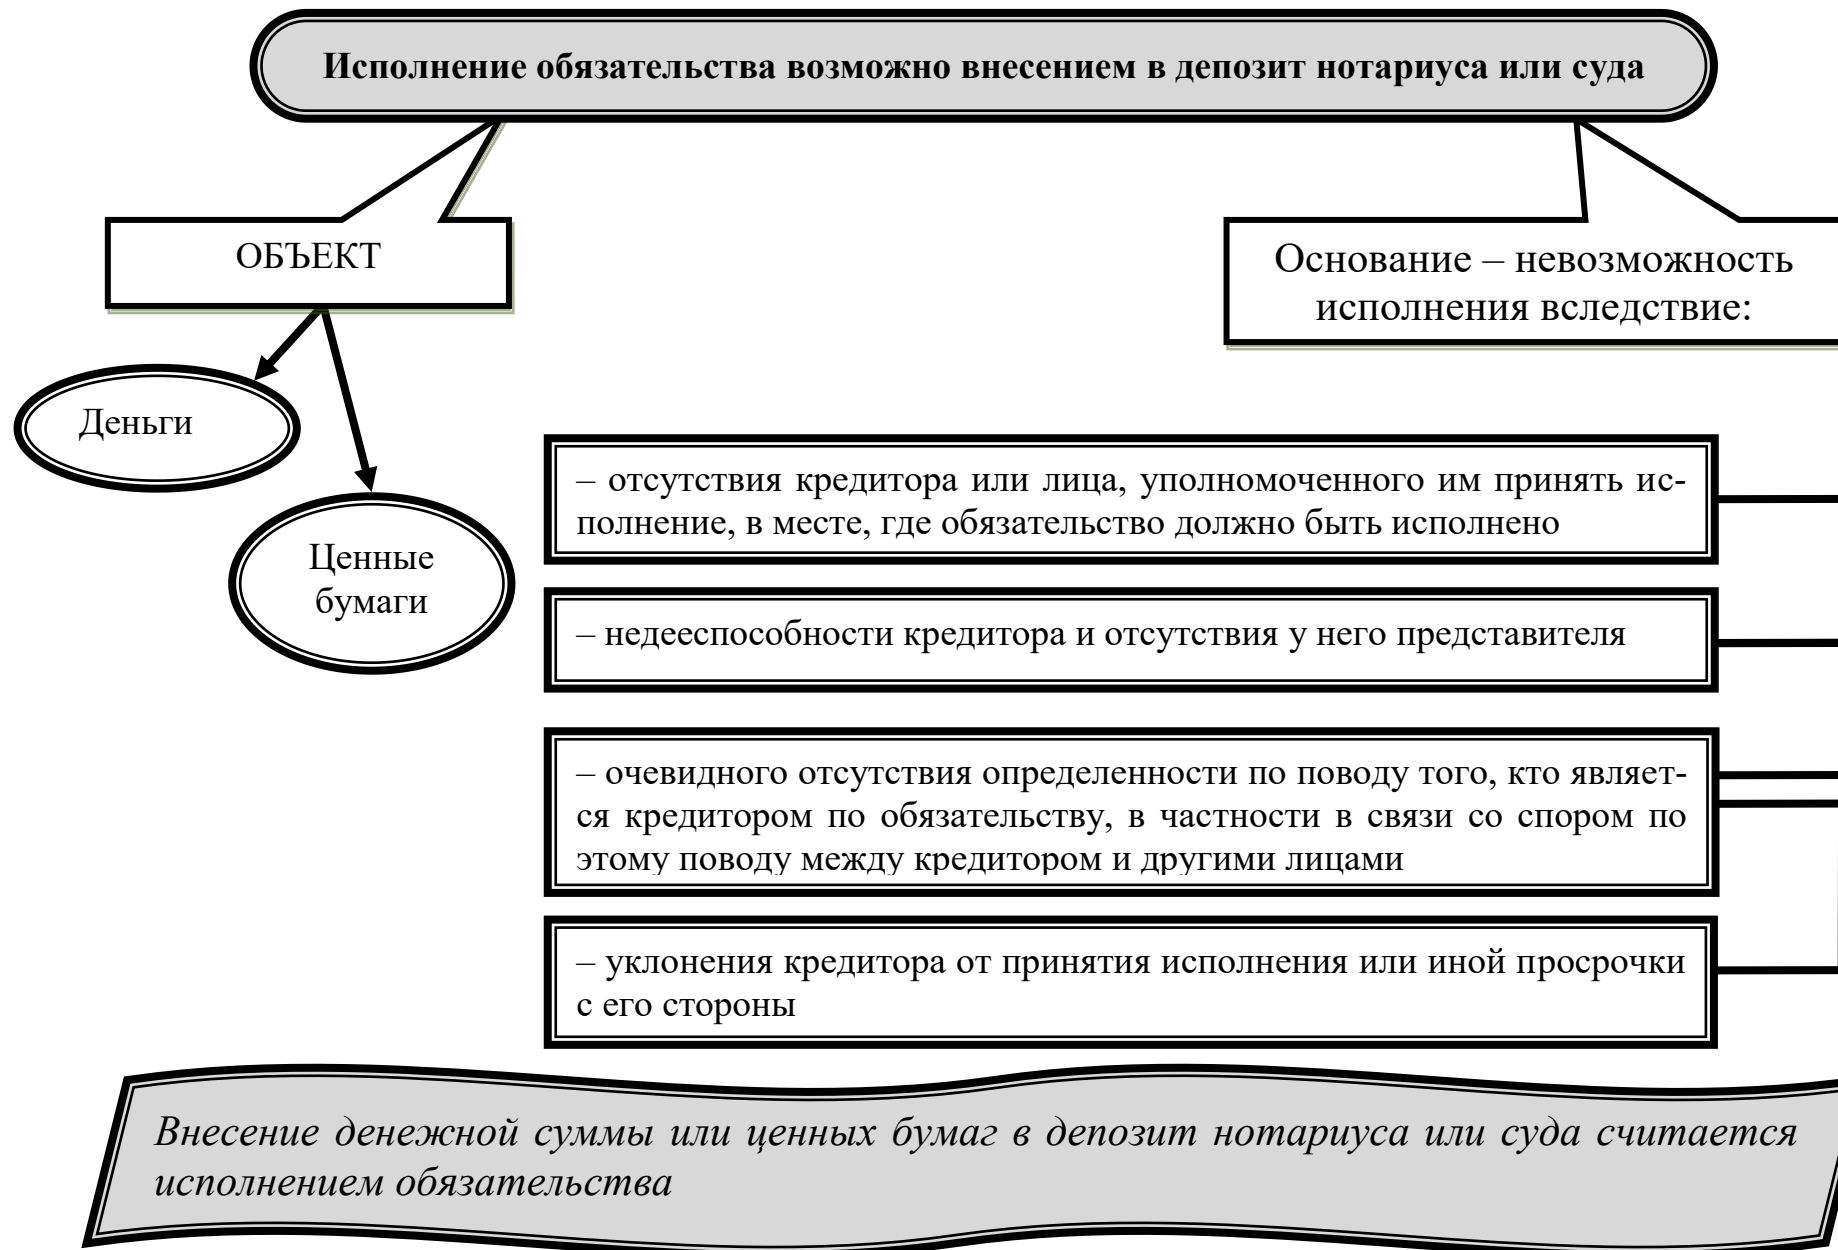 Исполнение обязательства возможно внесением в депозит нотариуса или суда
ОБЪЕКТ
Основание – невозможность
исполнения вследствие:
Деньги
Ценные
бумаги
– отсутствия кредитора или лица, уполномоченного им принять ис-
полнение, в месте, где обязательство должно быть исполнено
– недееспособности кредитора и отсутствия у него представителя
– очевидного отсутствия определенности по поводу того, кто являет-
ся кредитором по обязательству, в частности в связи со спором по
этому поводу между кредитором и другими лицами
– уклонения кредитора от принятия исполнения или иной просрочки
с его стороны
Внесение денежной суммы или ценных бумаг в депозит нотариуса или суда считается
исполнением обязательства